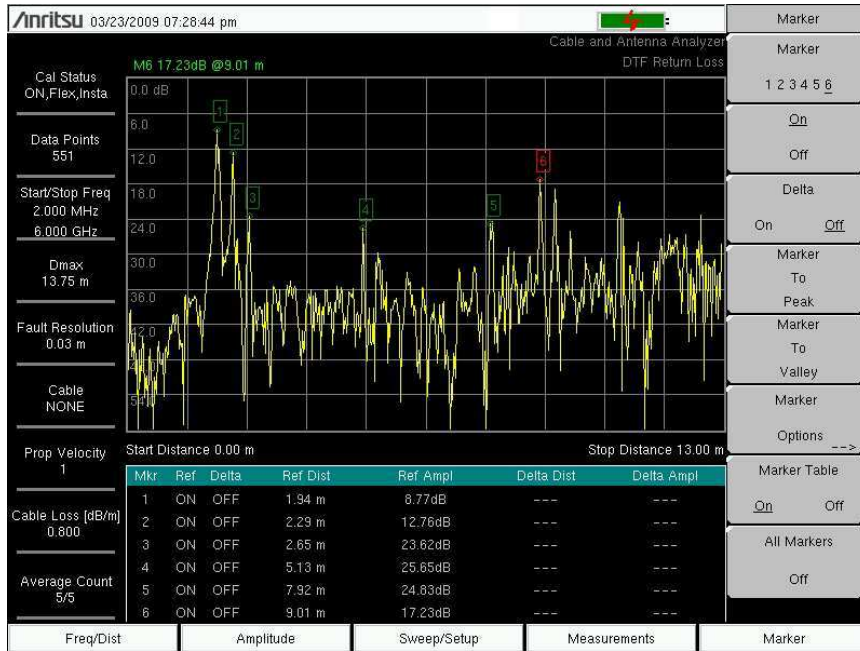 Anritsu 03/23/2009 07:28:44 pm
Cable and Antenna Analyzer
DTF Return Loss
M6 17.23dB @9.01 m
Cal Status
ON,Flex,Insta
Data Points
551
Start/Stop Freq
2.000 MHz
6.000 GHz
Dmax
13.75 m
Fault Resolution
0.03 m
Cable
NONE
Prop Velocity
1
Cable Loss [dB/m]
0.800
Average Count
5/5
0.0 dB
6.0
12.0
18.0
24.0
30.0
36.0
42.0
1
2
3
4
5
6
Start Distance 0.00 m Stop Distance 13.00 m
Mkr Ref Delta Ref Dist Ref Ampl Delta Dist Delta Ampl
1 ON OFF 1.94 m 8.77dB --- ---
2 ON OFF 2.29 m 12.76dB --- ---
3 ON OFF 2.65 m 23.62dB --- ---
4 ON OFF 5.13 m 25.65dB --- ---
5 ON OFF 7.92 m 24.83dB --- ---
6 ON OFF 9.01 m 17.23dB --- ---
Marker
Marker
1 2 3 4 5 6
On
Off
Delta
On Off
Marker
To
Peak
Marker
To
Valley
Marker
Options
-->
Marker Table
On Off
All Markers
Off
Freq/Dist Amplitude Sweep/Setup Measurements Marker